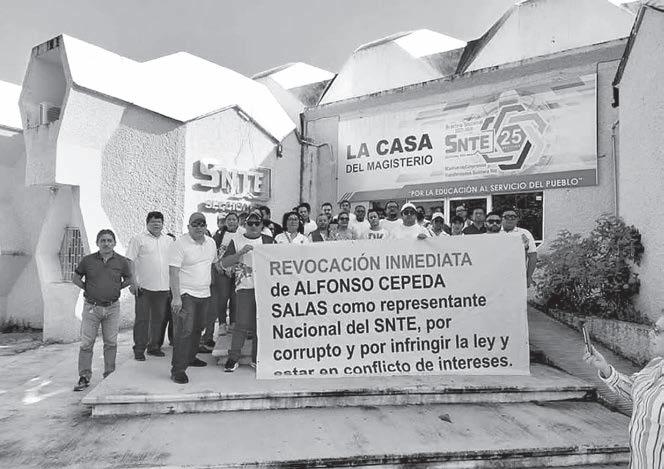 LA CASA
DEL MAGISTERIO
SNTE 25
"POR LA EDUCACIÓN AL SERVICIO DEL PUEBLO"
SNTE
REVOCACIÓN INMEDIATA
de ALFONSO CEPEDA
SALAS como representante
Nacional del SNTE, por
corrupto y por infringir la ley y
estar en conflicto de intereses.